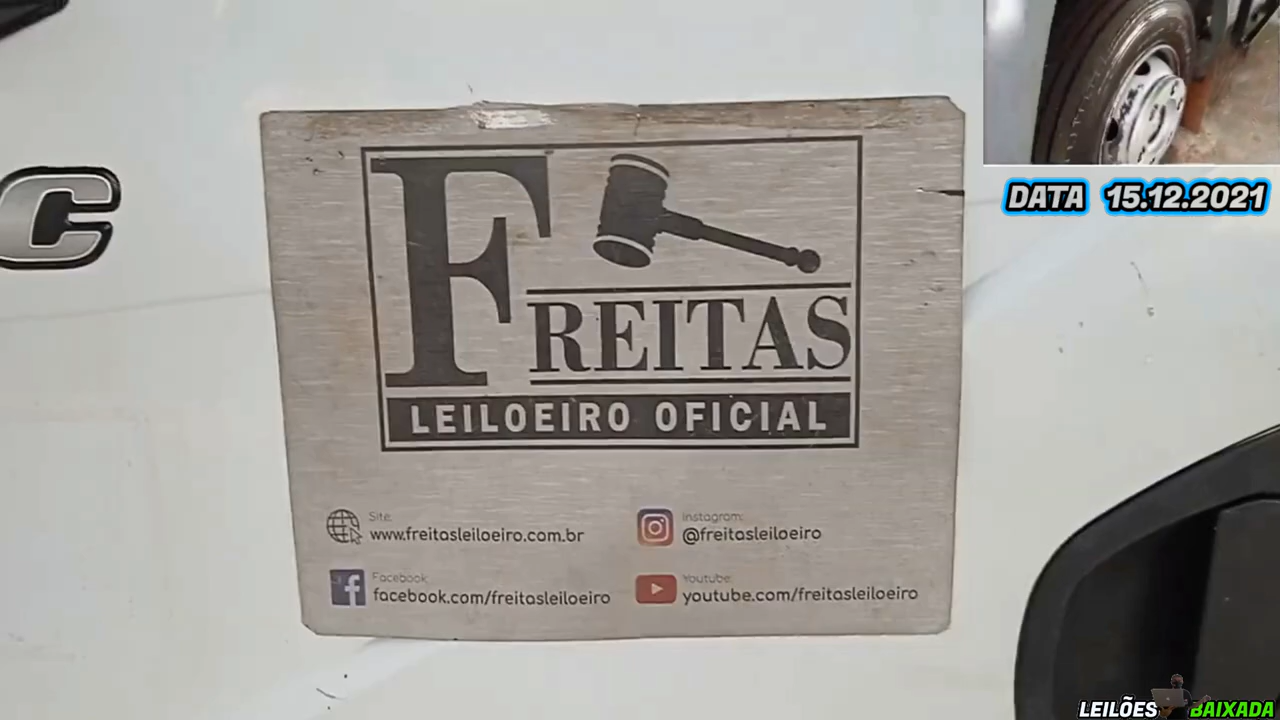 C
DATA 15.12.2021
FREITAS
LEILOEIRO OFICIAL
Site:
www.freitasleiloeiro.com.br
Instagram:
@freitasleiloeiro
Facebook:
facebook.com/freitasleiloeiro
Youtube:
youtube.com/freitasleiloeiro
LEILÕES BAIXADA